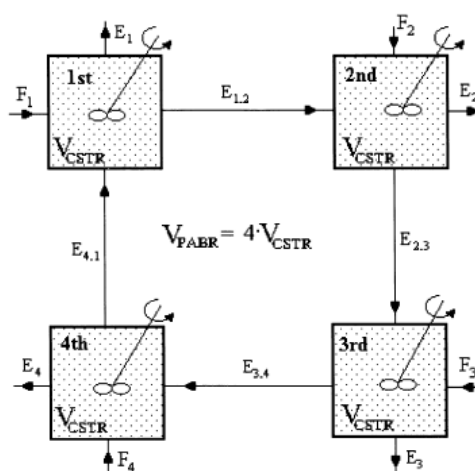 E1
F2
1st
2nd
F1
E1,2
E2
VCSTR
VCSTR
E4,1
VPABR = 4·VCSTR
E2,3
4th
3rd
E4
E3,4
F3
VCSTR
VCSTR
F4
E3